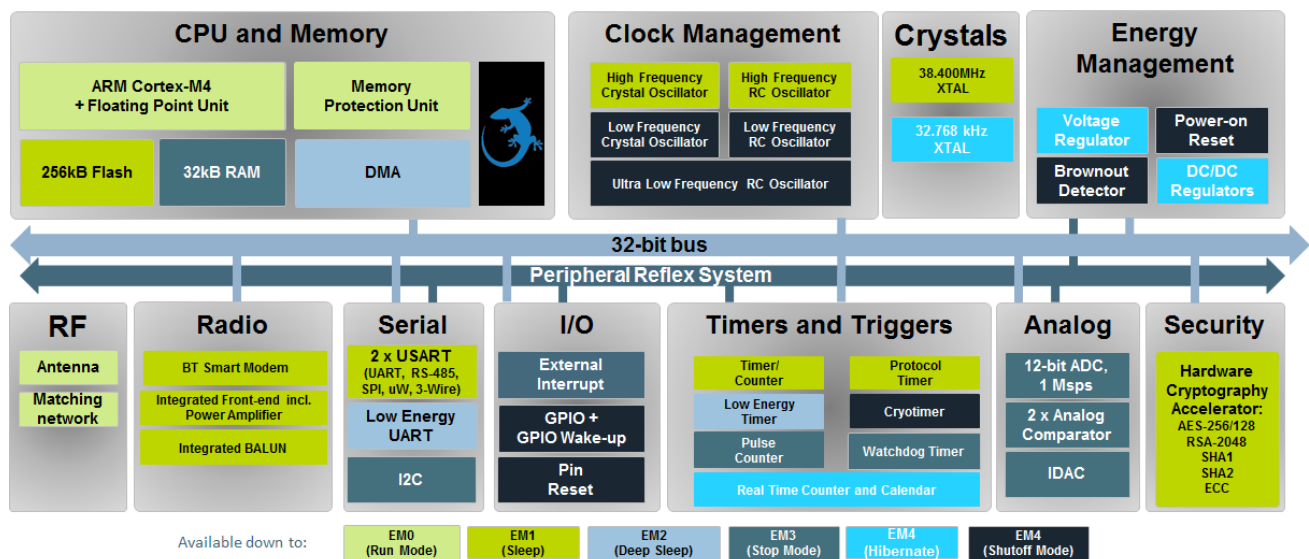 CPU and Memory
ARM Cortex-M4
+ Floating Point Unit
Memory
Protection Unit
256kB Flash
32kB RAM
DMA
Clock Management
High Frequency
Crystal Oscillator
High Frequency
RC Oscillator
Low Frequency
Crystal Oscillator
Low Frequency
RC Oscillator
Ultra Low Frequency RC Oscillator
Crystals
38.400MHz
XTAL
32.768 kHz
XTAL
Energy
Management
Voltage
Regulator
Power-on
Reset
Brownout
Detector
DC/DC
Regulators
32-bit bus
Peripheral Reflex System
RF
Antenna
Matching
network
Radio
BT Smart Modem
Integrated Front-end incl.
Power Amplifier
Integrated BALUN
Serial
2 x USART
(UART, RS-485,
SPI, uW, 3-Wire)
Low Energy
UART
I2C
I/O
External
Interrupt
GPIO +
GPIO Wake-up
Pin
Reset
Timers and Triggers
Timer/
Counter
Protocol
Timer
Low Energy
Timer
Cryotimer
Pulse
Counter
Watchdog Timer
Real Time Counter and Calendar
Analog
12-bit ADC,
1 Msps
2 x Analog
Comparator
IDAC
Security
Hardware
Cryptography
Accelerator:
AES-256/128
RSA-2048
SHA1
SHA2
ECC
Available down to:
EM0
(Run Mode)
EM1
(Sleep)
EM2
(Deep Sleep)
EM3
(Stop Mode)
EM4
(Hibernate)
EM4
(Shutoff Mode)